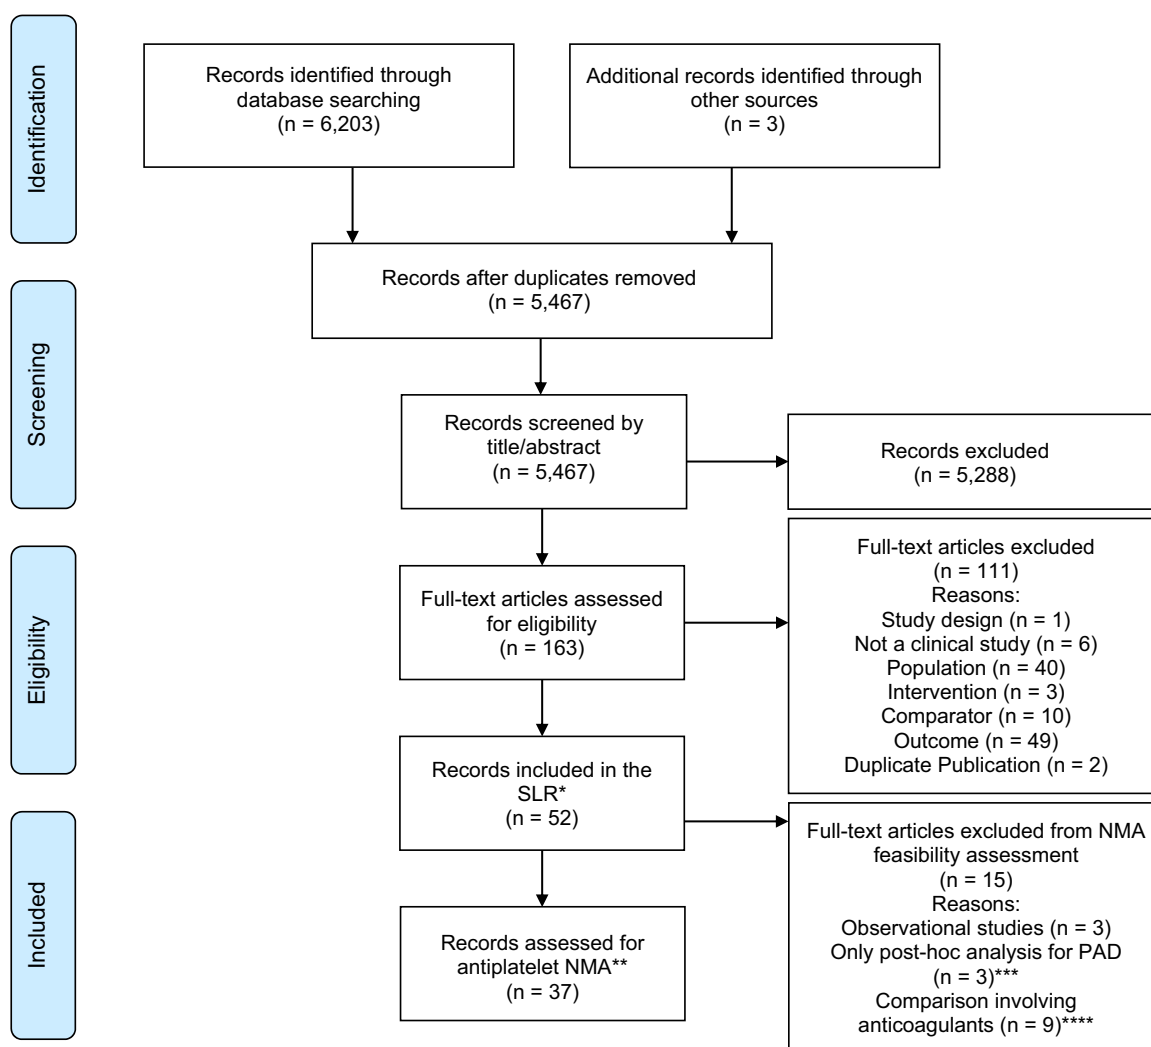 Identification
Records identified through
database searching
(n = 6,203)
Additional records identified through
other sources
(n = 3)
Records after duplicates removed
(n = 5,467)
Screening
Records screened by
title/abstract
(n = 5,467)
Records excluded
(n = 5,288)
Eligibility
Full-text articles assessed
for eligibility
(n = 163)
Full-text articles excluded
(n = 111)
Reasons:
Study design (n = 1)
Not a clinical study (n = 6)
Population (n = 40)
Intervention (n = 3)
Comparator (n = 10)
Outcome (n = 49)
Duplicate Publication (n = 2)
Records included in the
SLR*
(n = 52)
Included
Full-text articles excluded from NMA
feasibility assessment
(n = 15)
Reasons:
Observational studies (n = 3)
Only post-hoc analysis for PAD
(n = 3)***
Comparison involving
anticoagulants (n = 9)****
Records assessed for
antiplatelet NMA**
(n = 37)